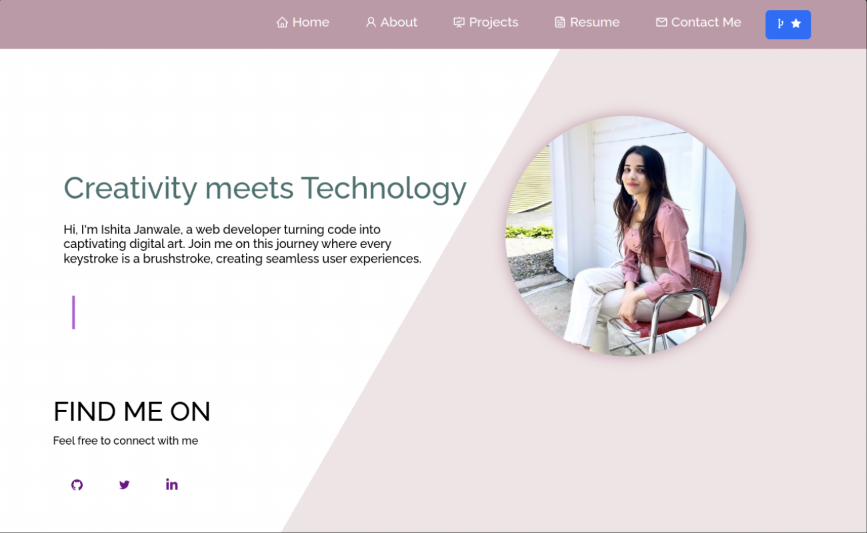 Home About Projects Resume Contact Me
Creativity meets Technology
Hi, I'm Ishita Janwale, a web developer turning code into
captivating digital art. Join me on this journey where every
keystroke is a brushstroke, creating seamless user experiences.
FIND ME ON
Feel free to connect with me
in